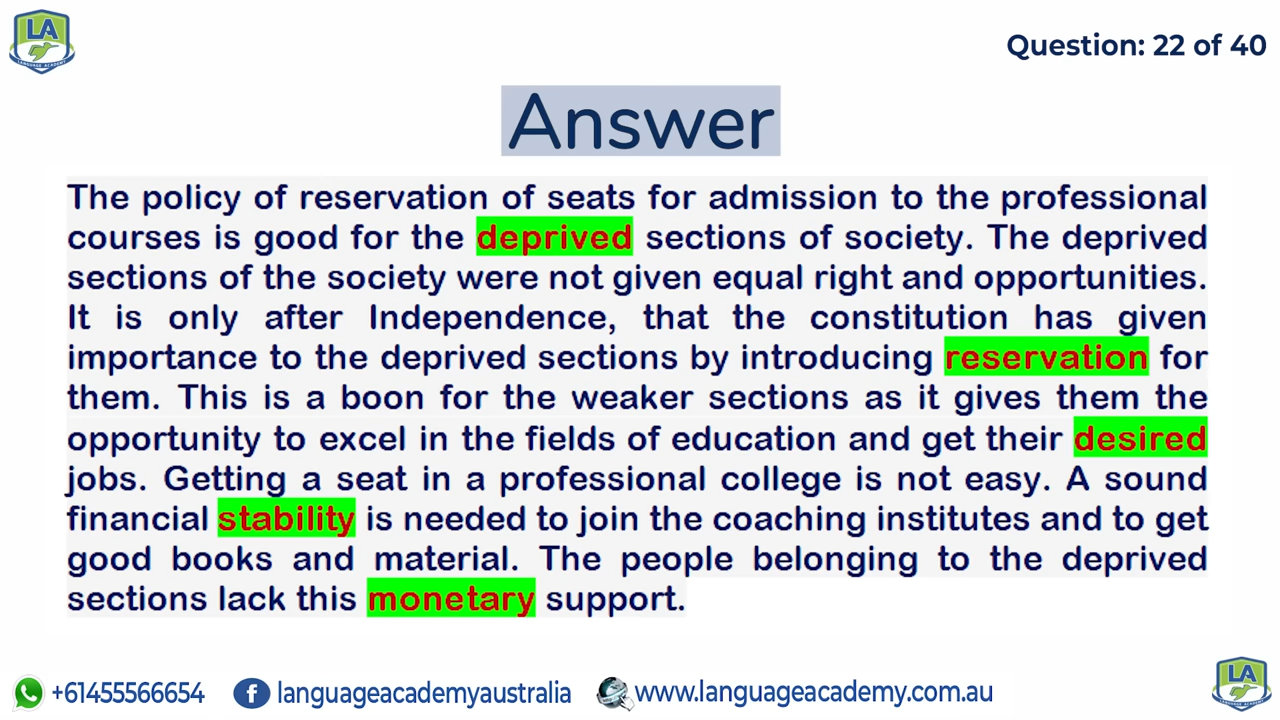 LA
LANGUAGE ACADEMY
Question: 22 of 40
Answer
The policy of reservation of seats for admission to the professional
courses is good for the deprived sections of society. The deprived
sections of the society were not given equal right and opportunities.
It is only after Independence, that the constitution has given
importance to the deprived sections by introducing reservation for
them. This is a boon for the weaker sections as it gives them the
opportunity to excel in the fields of education and get their desired
jobs. Getting a seat in a professional college is not easy. A sound
financial stability is needed to join the coaching institutes and to get
good books and material. The people belonging to the deprived
sections lack this monetary support.
+61455566654 languageacademyaustralia www.languageacademy.com.au
LA
LANGUAGE ACADEMY